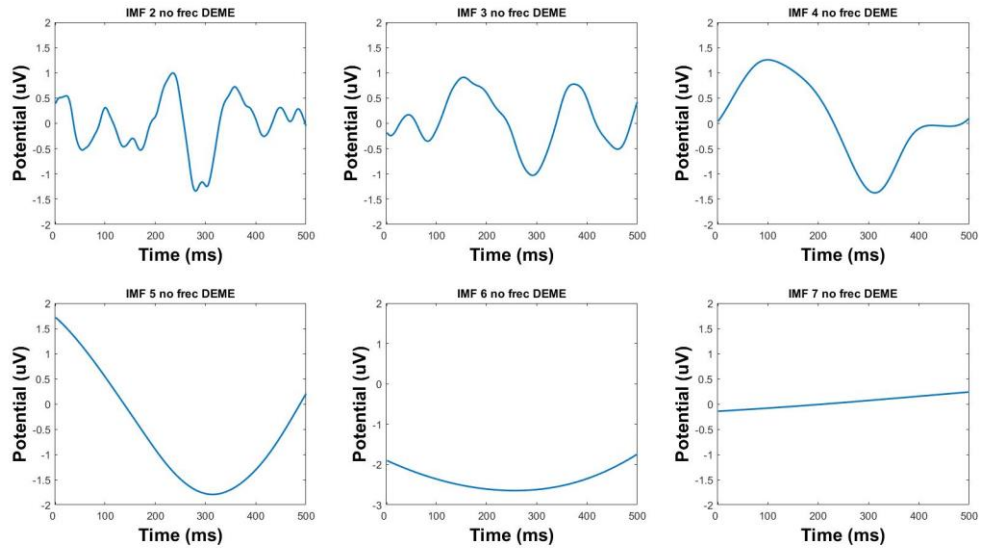 IMF 2 no frec DEME
2
1.5
1
0.5
0
-0.5
-1
-1.5
-2
Potential (uV)
0 100 200 300 400 500
Time (ms)
IMF 3 no frec DEME
2
1.5
1
0.5
0
-0.5
-1
-1.5
-2
Potential (uV)
0 100 200 300 400 500
Time (ms)
IMF 4 no frec DEME
2
1.5
1
0.5
0
-0.5
-1
-1.5
-2
Potential (uV)
0 100 200 300 400 500
Time (ms)
IMF 5 no frec DEME
2
1.5
1
0.5
0
-0.5
-1
-1.5
-2
Potential (uV)
0 100 200 300 400 500
Time (ms)
IMF 6 no frec DEME
2
1
0
-1
-2
-3
Potential (uV)
0 100 200 300 400 500
Time (ms)
IMF 7 no frec DEME
2
1.5
1
0.5
0
-0.5
-1
-1.5
-2
Potential (uV)
0 100 200 300 400 500
Time (ms)